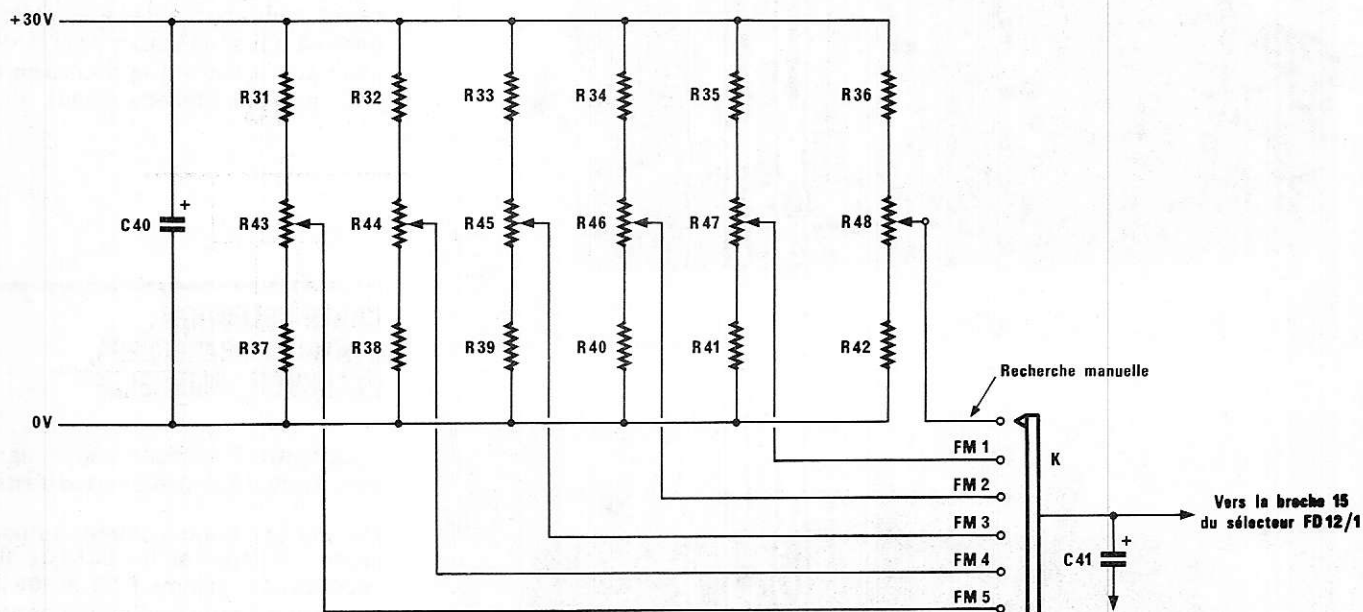 +30V
R31
R32
R33
R34
R35
R36
+
C40
R43
R44
R45
R46
R47
R48
R37
R38
R39
R40
R41
R42
Recherche manuelle
0V
FM 1
K
FM 2
Vers la broche 15
du sélecteur FD12/1
FM 3
+
FM 4
C41
FM 5